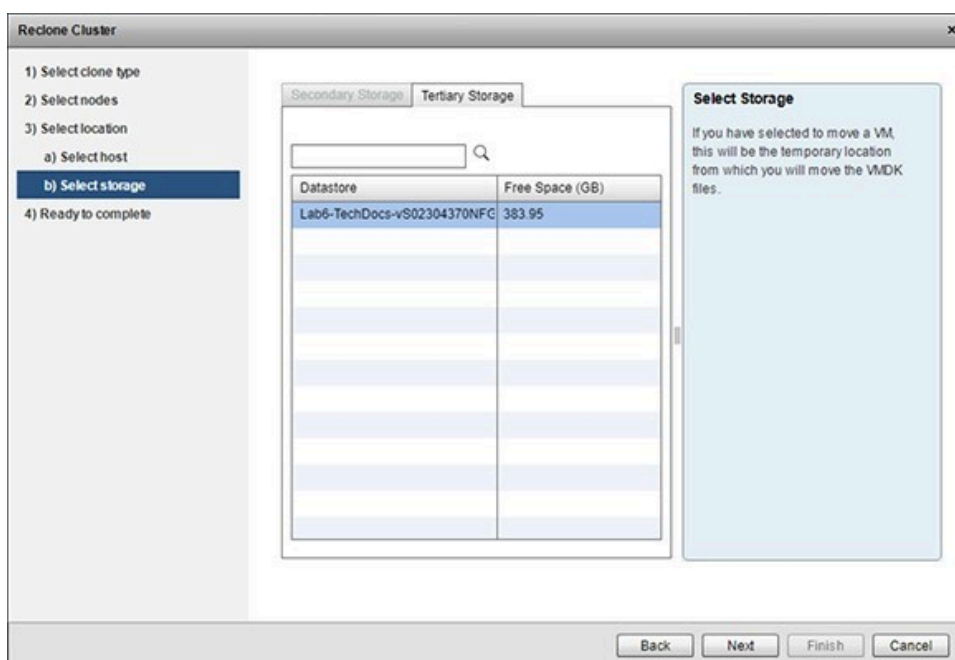 Reclone Cluster
1) Select clone type
2) Select nodes
3) Select location
a) Select host
b) Select storage
4) Ready to complete
Secondary Storage
Tertiary Storage
Datastore
Free Space (GB)
Lab6-TechDocs-vS02304370NFG
383.95
Select Storage
If you have selected to move a VM,
this will be the temporary location
from which you will move the VMDK
files.
Back
Next
Finish
Cancel